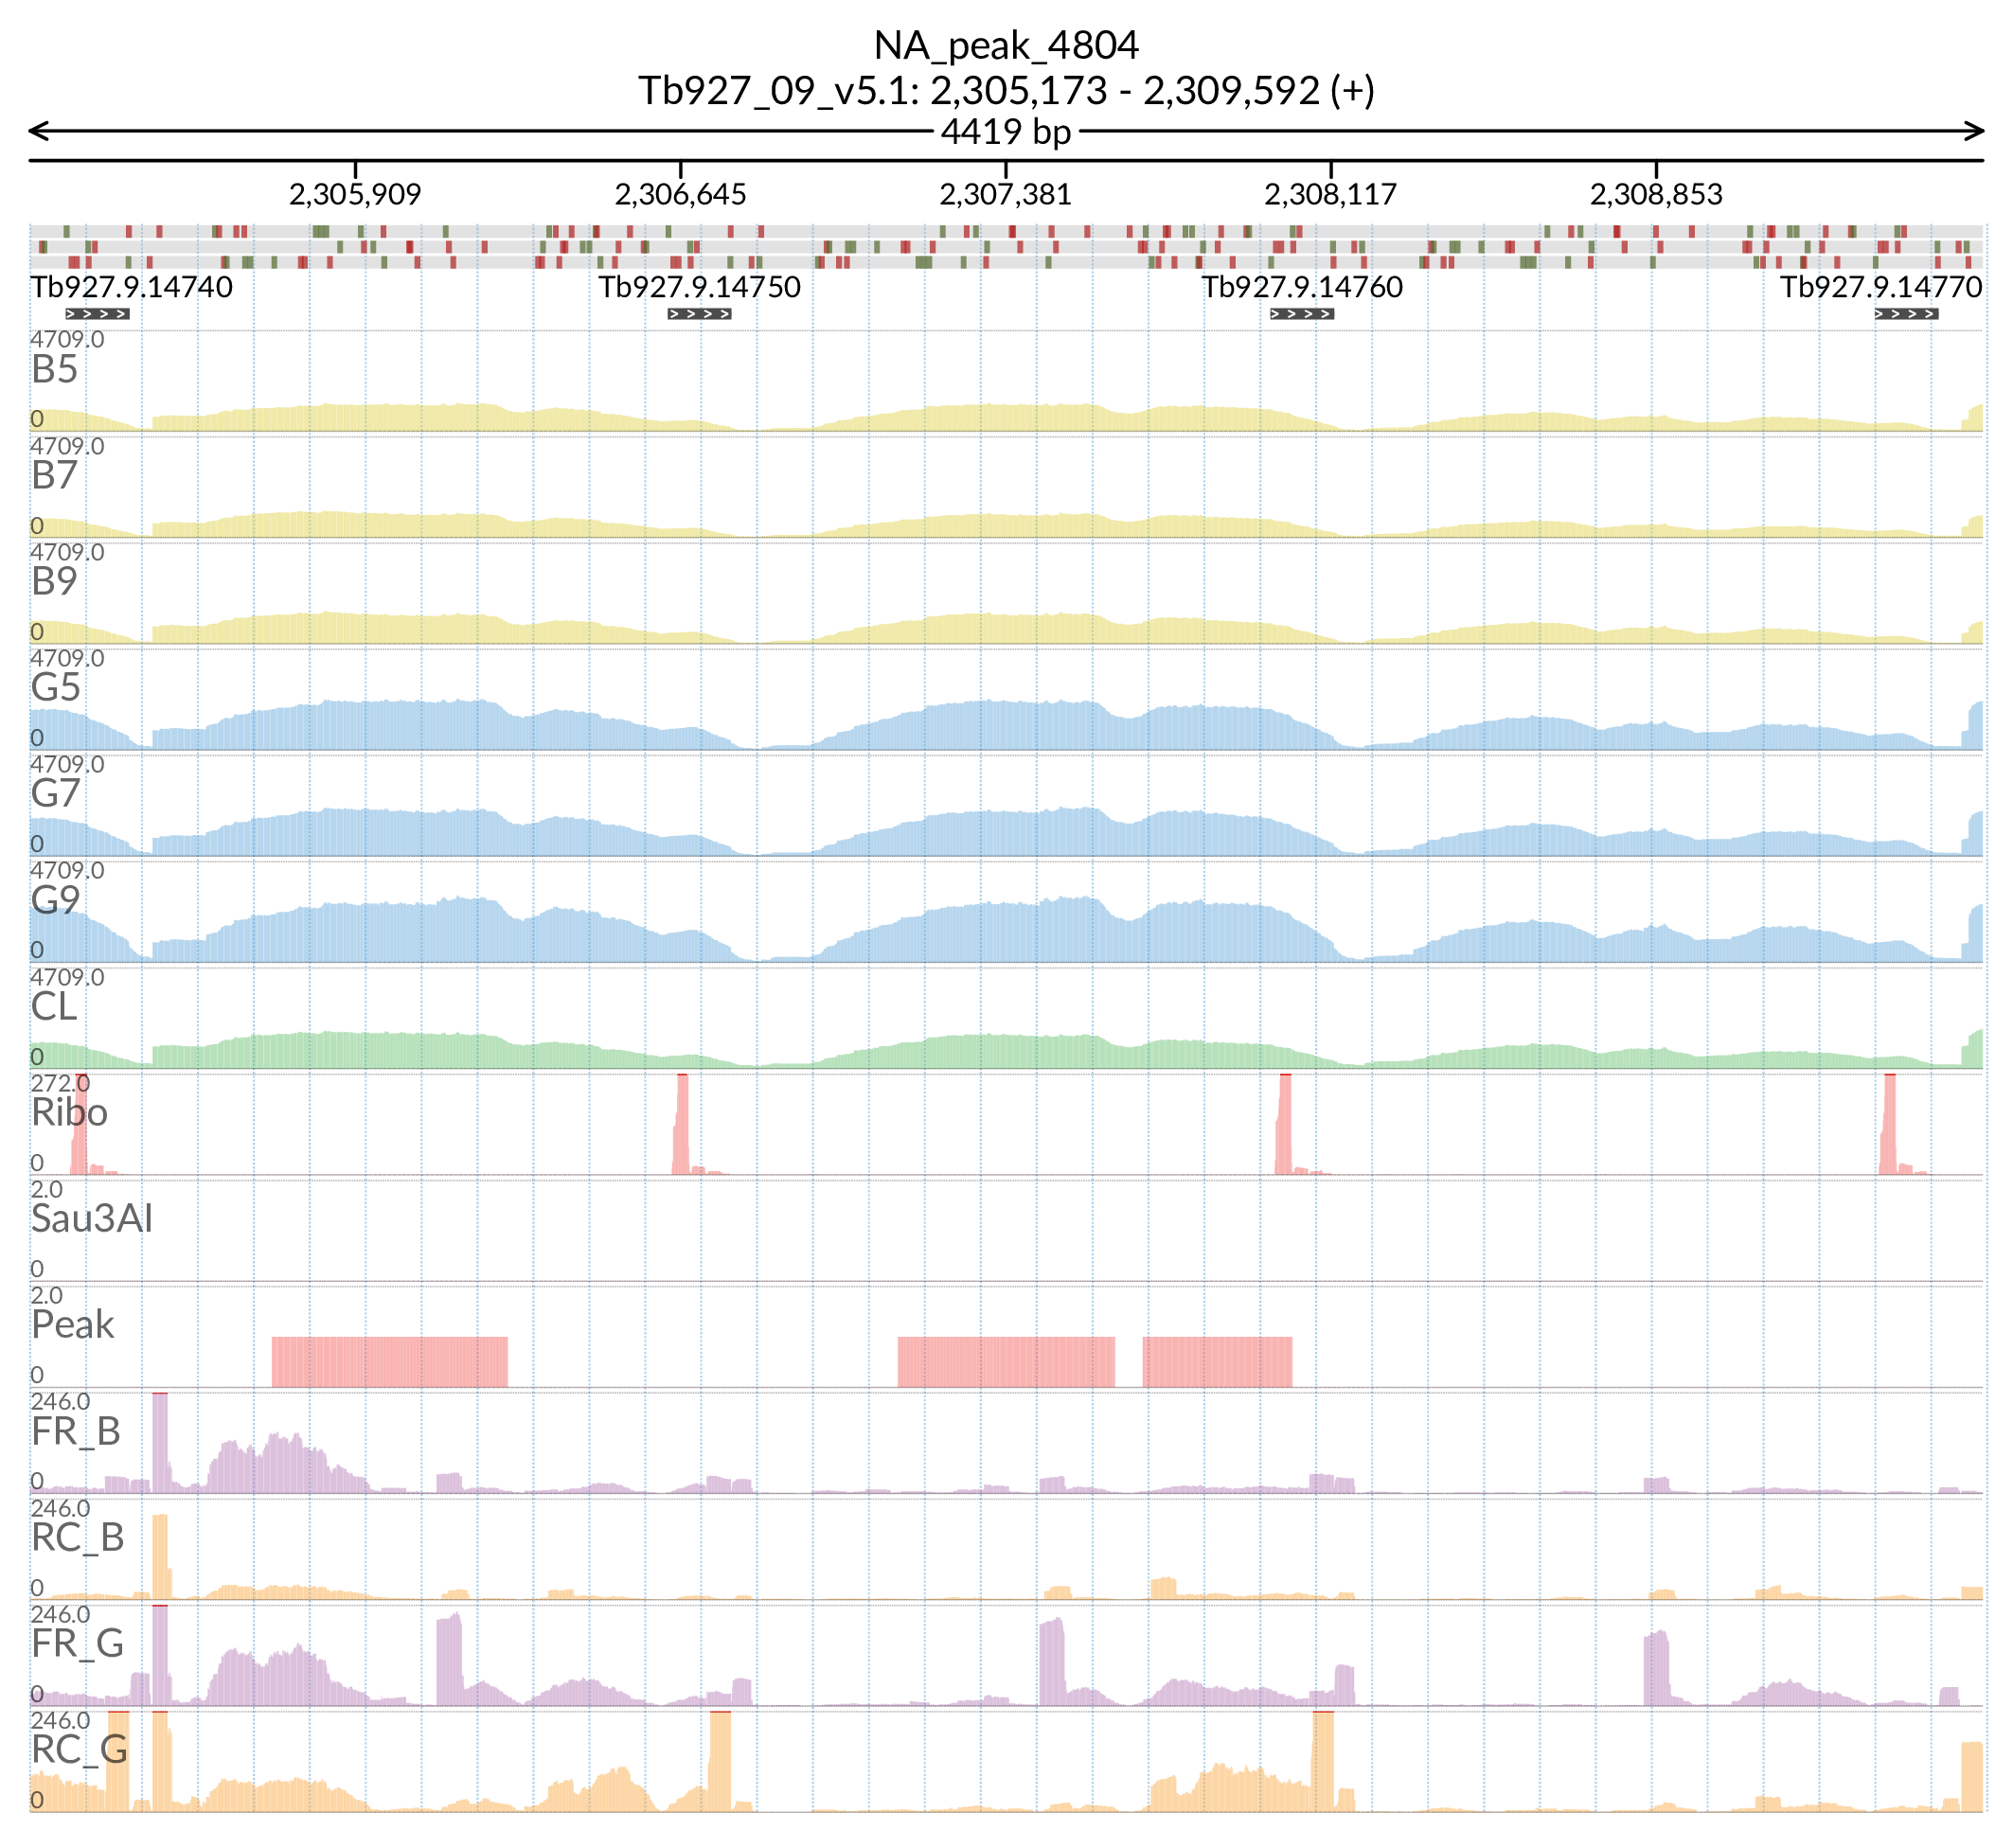 NA_peak_4804
Tb927_09_v5.1: 2,305,173 - 2,309,592 (+)
4419 bp
2,305,909 2,306,645 2,307,381 2,308,117 2,308,853
Tb927.9.14740 Tb927.9.14750 Tb927.9.14760 Tb927.9.14770
4709.0
B5
0
4709.0
B7
0
4709.0
B9
0
4709.0
G5
0
4709.0
G7
0
4709.0
G9
0
4709.0
CL
0
272.0
Ribo
0
2.0
Sau3AI
0
2.0
Peak
0
246.0
FR_B
0
246.0
RC_B
0
246.0
FR_G
0
246.0
RC_G
0